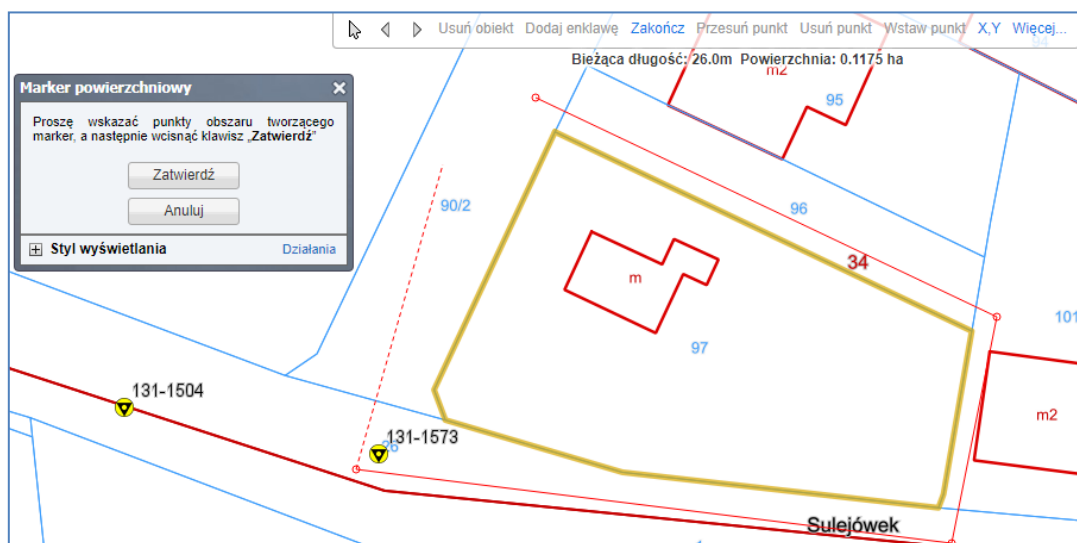 Usuń obiekt Dodaj enklawę Zakończ Przesuń punkt Usuń punkt Wstaw punkt X,Y Więcej...
Bieżąca długość: 26.0m Powierzchnia: 0.1175 ha
Marker powierzchniowy
Proszę wskazać punkty obszaru tworzącego
marker, a następnie wcisnąć klawisz „Zatwierdź”
Zatwierdź
Anuluj
Styl wyświetlania Działania
m2
95
90/2
96
34
m
97
101
131-1504
131-1573
26
m2
Sulejówek